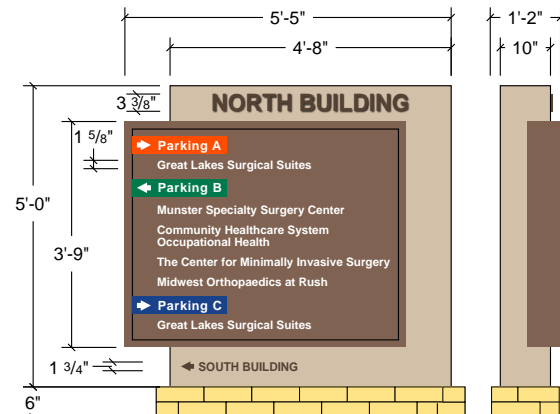 5'-5"
1'-2"
4'-8"
10"
3 3/8"
NORTH BUILDING
1 5/8"
Parking A
Great Lakes Surgical Suites
Parking B
5'-0"
Munster Specialty Surgery Center
Community Healthcare System
Occupational Health
3'-9"
The Center for Minimally Invasive Surgery
Midwest Orthopaedics at Rush
Parking C
Great Lakes Surgical Suites
1 3/4"
SOUTH BUILDING
6"